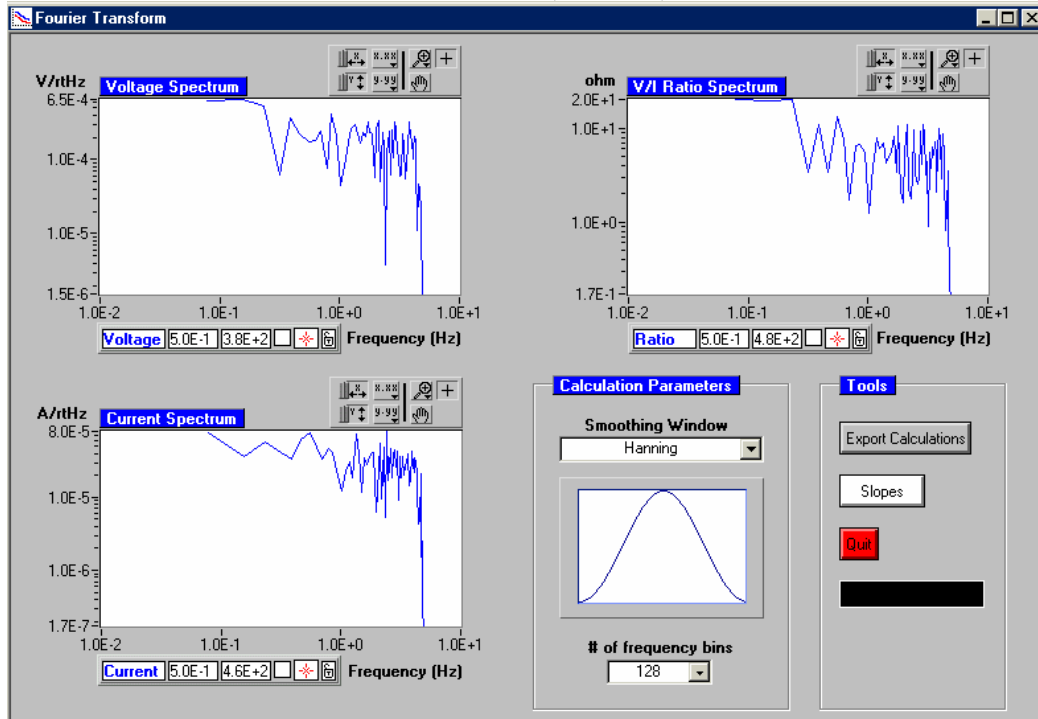 Fourier Transform
V/rtHz
Voltage Spectrum
X.XX
Y.YY
6.5E-4
1.0E-4
1.0E-5
1.5E-6
1.0E-2
1.0E-1
1.0E+0
1.0E+1
Voltage 5.0E-1 3.8E+2
Frequency (Hz)
ohm
V/I Ratio Spectrum
X.XX
Y.YY
2.0E+1
1.0E+1
1.0E+0
1.7E-1
1.0E-2
1.0E-1
1.0E+0
1.0E+1
Ratio 5.0E-1 4.8E+2
Frequency (Hz)
A/rtHz
Current Spectrum
X.XX
Y.YY
8.0E-5
1.0E-5
1.0E-6
1.7E-7
1.0E-2
1.0E-1
1.0E+0
1.0E+1
Current 5.0E-1 4.6E+2
Frequency (Hz)
Calculation Parameters
Smoothing Window
Hanning
# of frequency bins
128
Tools
Export Calculations
Slopes
Quit